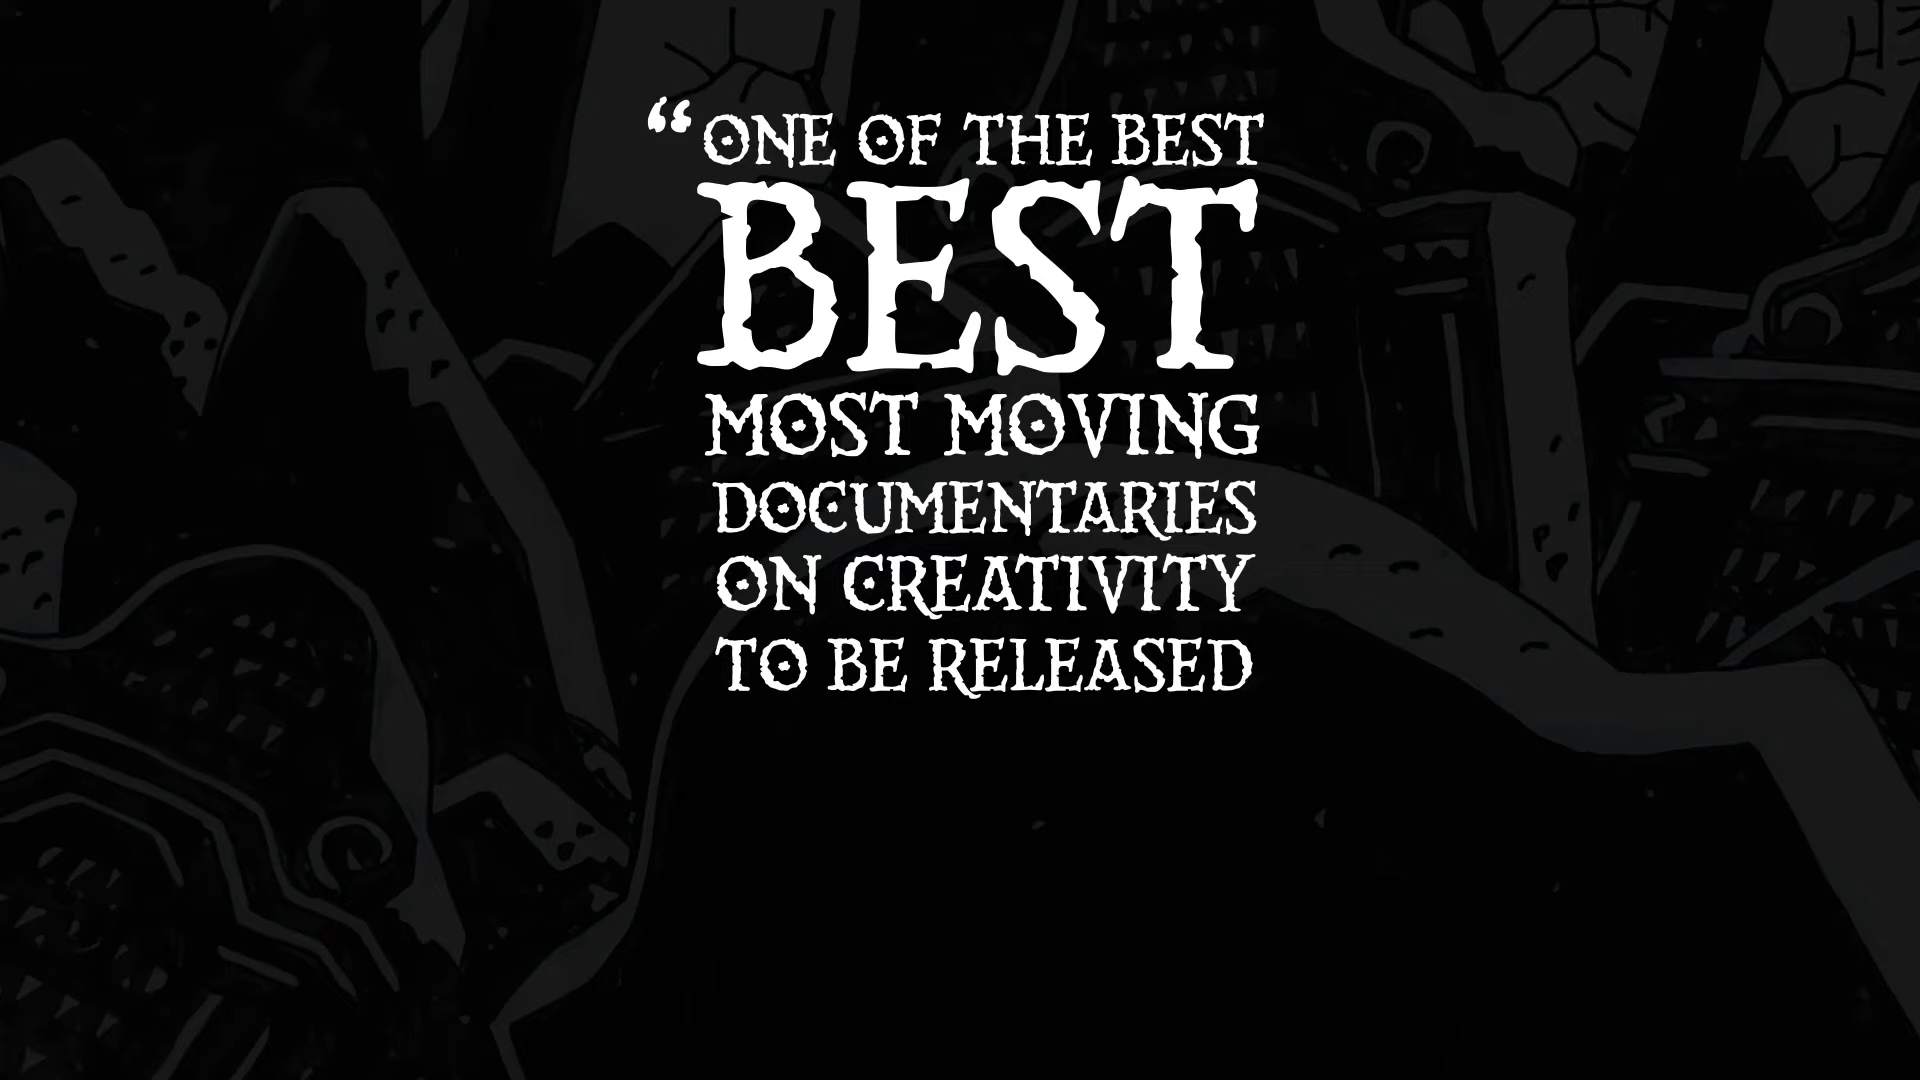 “ONE OF THE BEST
BEST
MOST MOVING
DOCUMENTARIES
ON CREATIVITY
TO BE RELEASED